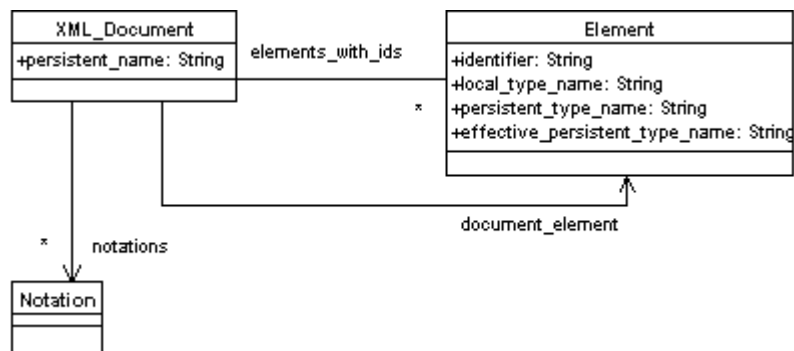 XML_Document
+persistent_name: String
elements_with_ids
*
Element
+identifier: String
+local_type_name: String
+persistent_type_name: String
+effective_persistent_type_name: String
document_element
*
notations
Notation